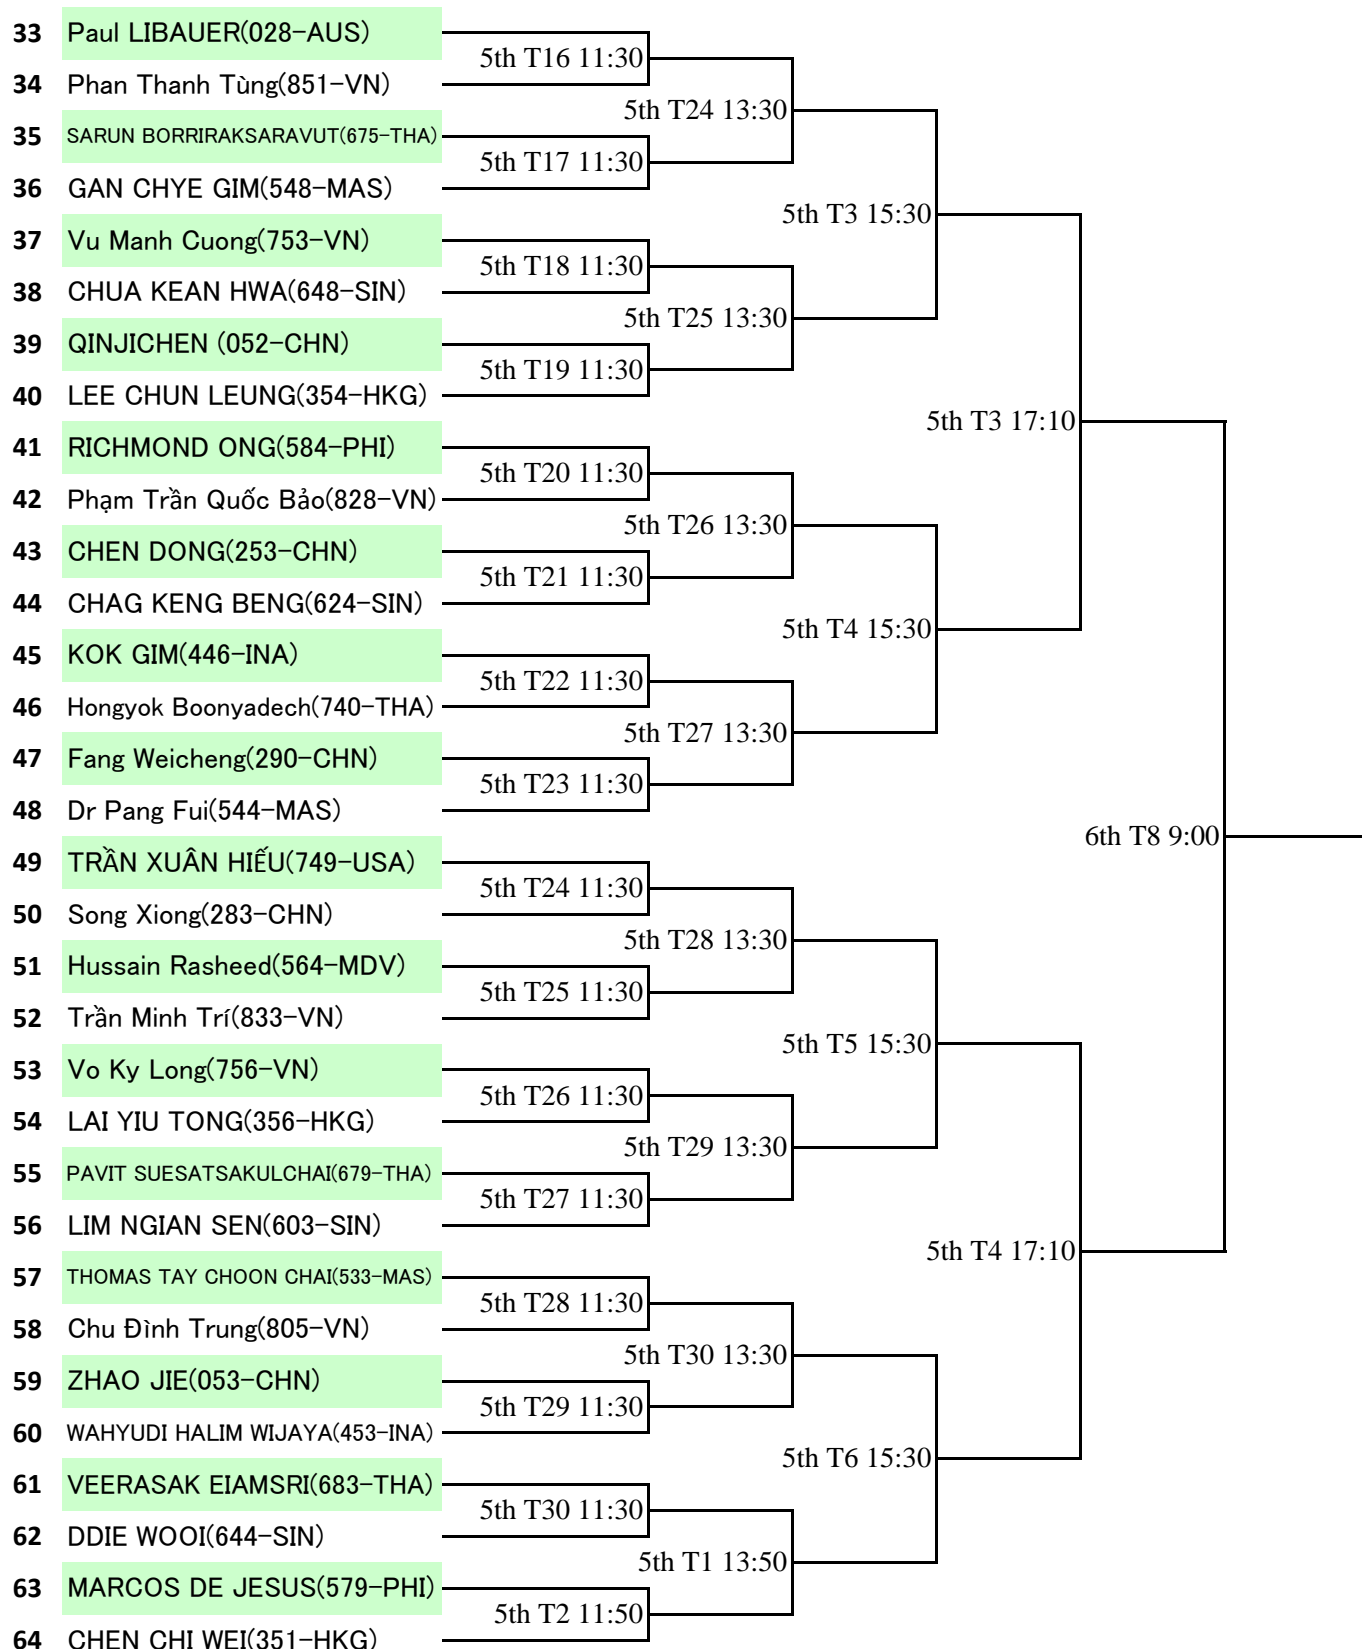 33 Paul LIBAUER(028-AUS)
5th T16 11:30
34 Phan Thanh Tùng(851-VN)
5th T24 13:30
35 SARUN BORRIRAKSARAVUT(675-THA)
5th T17 11:30
36 GAN CHYE GIM(548-MAS)
5th T3 15:30
37 Vu Manh Cuong(753-VN)
5th T18 11:30
38 CHUA KEAN HWA(648-SIN)
5th T25 13:30
39 QINJICHEN (052-CHN)
5th T19 11:30
40 LEE CHUN LEUNG(354-HKG)
5th T3 17:10
41 RICHMOND ONG(584-PHI)
5th T20 11:30
42 Phạm Trần Quốc Bảo(828-VN)
5th T26 13:30
43 CHEN DONG(253-CHN)
5th T21 11:30
44 CHAG KENG BENG(624-SIN)
5th T4 15:30
45 KOK GIM(446-INA)
5th T22 11:30
46 Hongyok Boonyadech(740-THA)
5th T27 13:30
47 Fang Weicheng(290-CHN)
5th T23 11:30
48 Dr Pang Fui(544-MAS)
6th T8 9:00
49 TRẦN XUÂN HIẾU(749-USA)
5th T24 11:30
50 Song Xiong(283-CHN)
5th T28 13:30
51 Hussain Rasheed(564-MDV)
5th T25 11:30
52 Trần Minh Trí(833-VN)
5th T5 15:30
53 Vo Ky Long(756-VN)
5th T26 11:30
54 LAI YIU TONG(356-HKG)
5th T29 13:30
55 PAVIT SUESATSAKULCHAI(679-THA)
5th T27 11:30
56 LIM NGIAN SEN(603-SIN)
5th T4 17:10
57 THOMAS TAY CHOON CHAI(533-MAS)
5th T28 11:30
58 Chu Đình Trung(805-VN)
5th T30 13:30
59 ZHAO JIE(053-CHN)
5th T29 11:30
60 WAHYUDI HALIM WIJAYA(453-INA)
5th T6 15:30
61 VEERASAK EIAMSRI(683-THA)
5th T30 11:30
62 DDIE WOOI(644-SIN)
5th T1 13:50
63 MARCOS DE JESUS(579-PHI)
5th T2 11:50
64 CHEN CHI WEI(351-HKG)